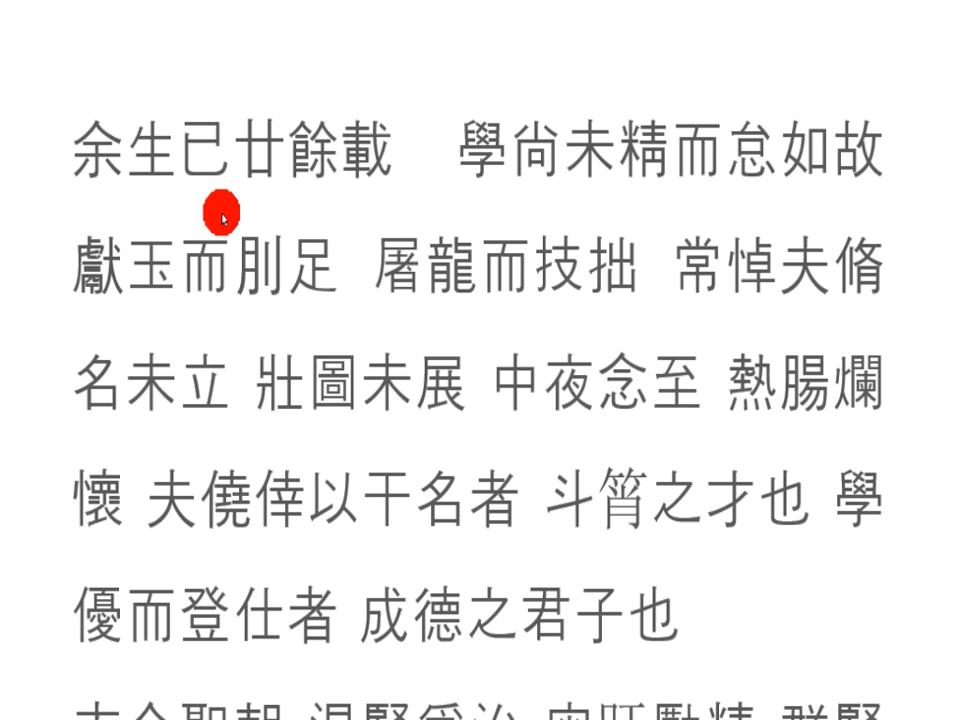 余生已廿餘載　學尚未精而怠如故
獻玉而刖足 屠龍而技拙 常悼夫脩
名未立 壯圖未展 中夜念至 熱腸爛
懷 夫僥倖以干名者 斗筲之才也 學
優而登仕者 成德之君子也